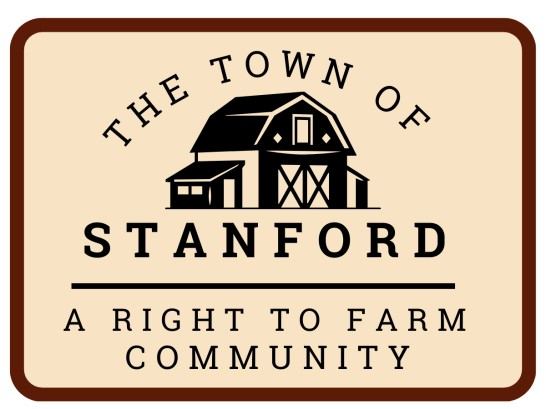 THE TOWN OF
STANFORD
A RIGHT TO FARM
COMMUNITY